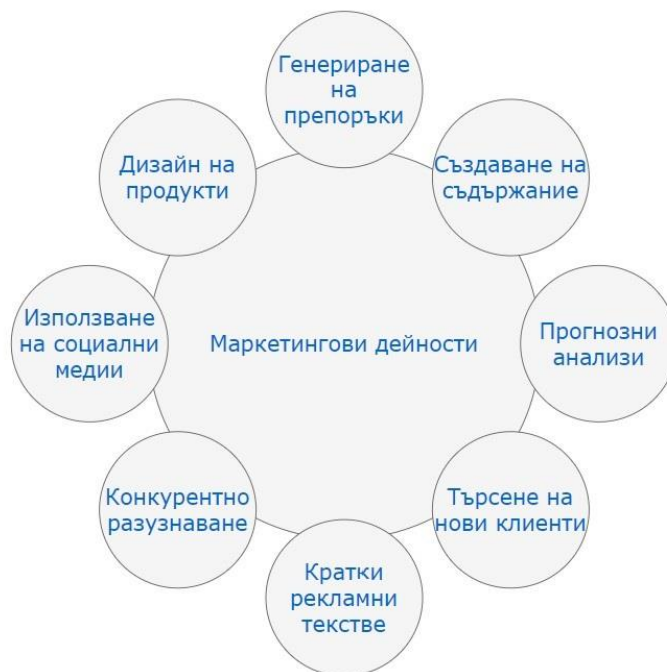 Генериране
на
препоръки
Създаване на
съдържание
Прогнозни
анализи
Търсене на
нови клиенти
Кратки
рекламни
текстве
Конкурентно
разузнаване
Използване
на социални
медии
Дизайн на
продукти
Маркетингови дейности